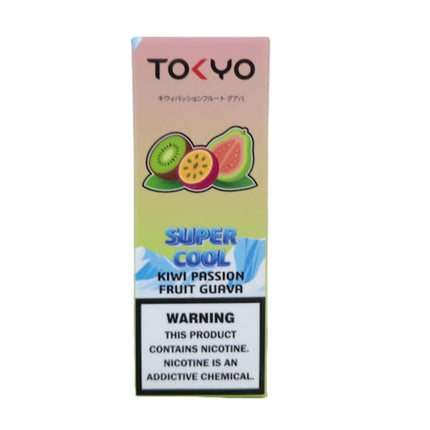 TOKYO
キウィパッションフルート グアバ
SUPER
COOL
KIWI PASSION
FRUIT GUAVA
WARNING
THIS PRODUCT
CONTAINS NICOTINE.
NICOTINE IS AN
ADDICTIVE CHEMICAL.